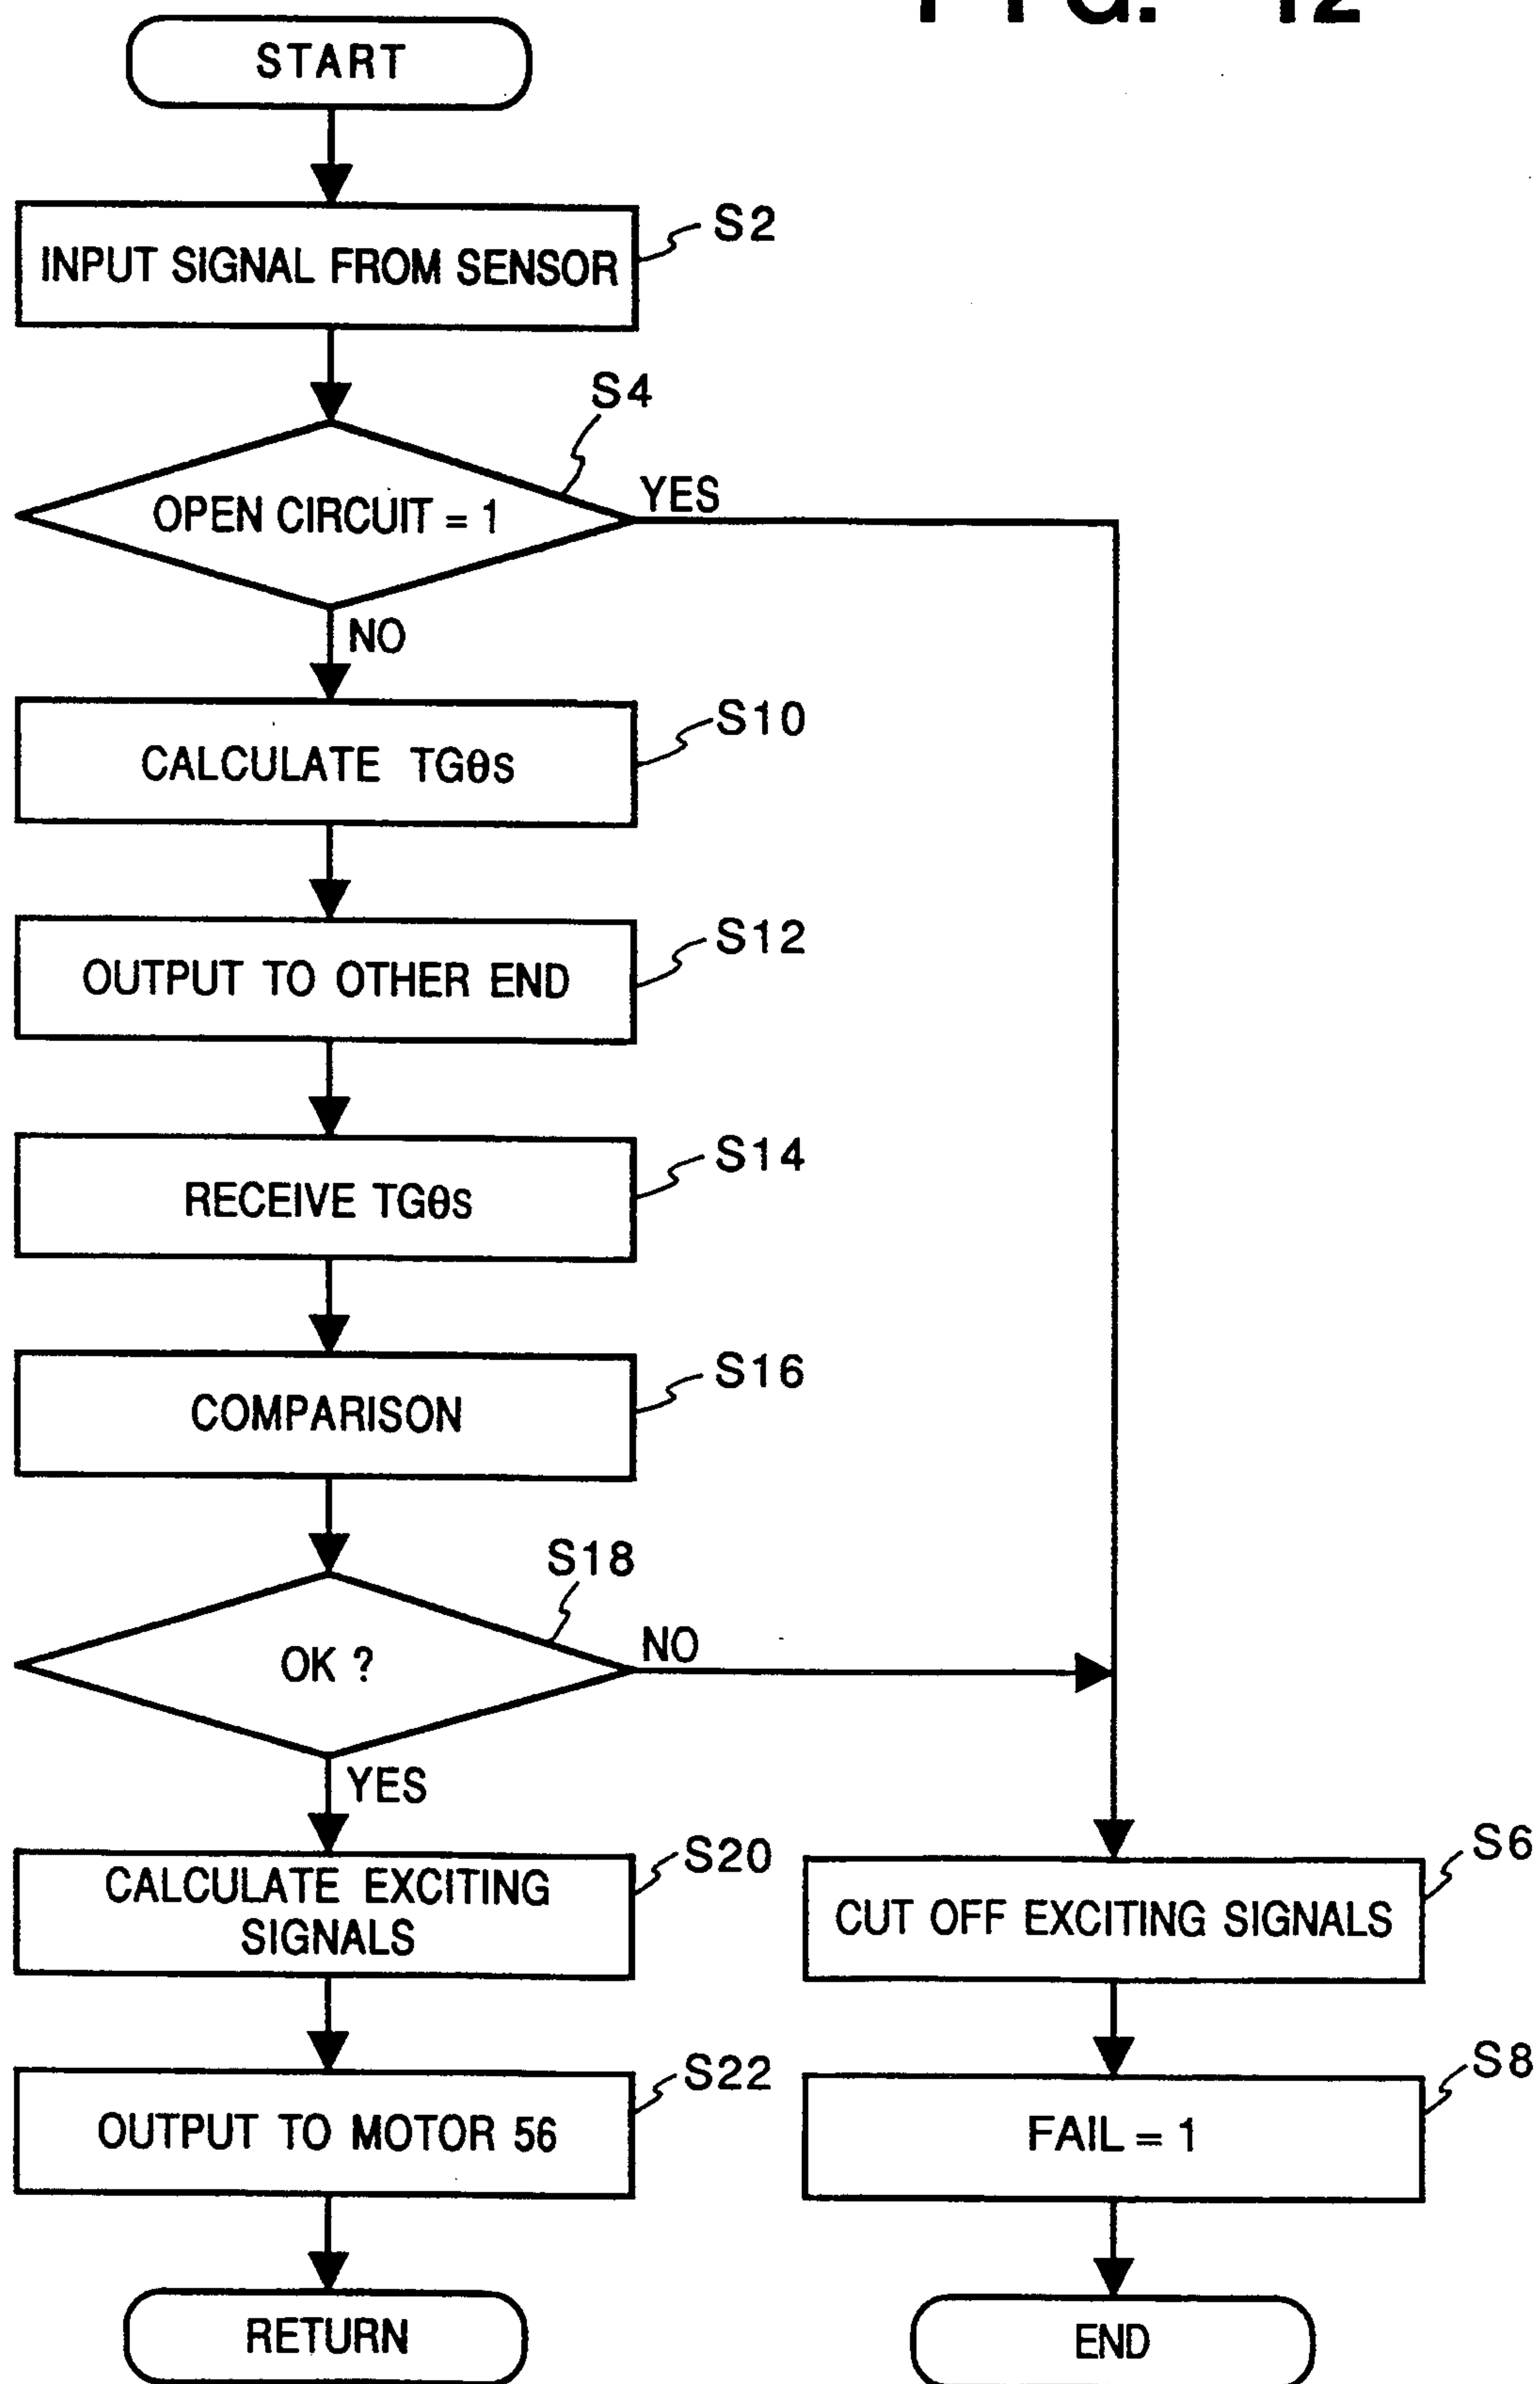 FIG. 12
START
INPUT SIGNAL FROM SENSOR
S2
S4
OPEN CIRCUIT = 1
YES
NO
CALCULATE TGθS
S10
OUTPUT TO OTHER END
S12
RECEIVE TGθS
S14
COMPARISON
S16
S18
OK ?
NO
YES
CALCULATE EXCITING
SIGNALS
S20
CUT OFF EXCITING SIGNALS
S6
OUTPUT TO MOTOR 56
S22
FAIL = 1
S8
RETURN
END